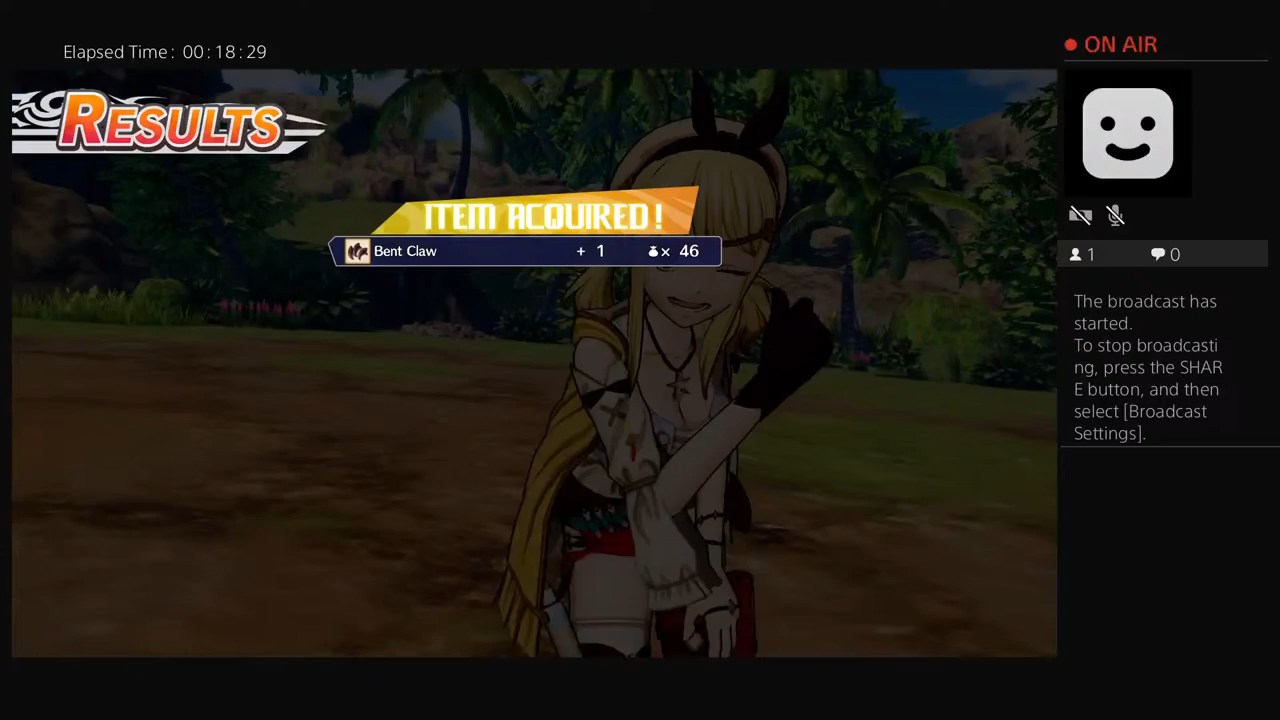 Elapsed Time: 00:18:29
ON AIR
RESULTS
ITEM ACQUIRED!
Bent Claw + 1 × 46
1 0
The broadcast has
started.
To stop broadcasti
ng, press the SHAR
E button, and then
select [Broadcast
Settings].